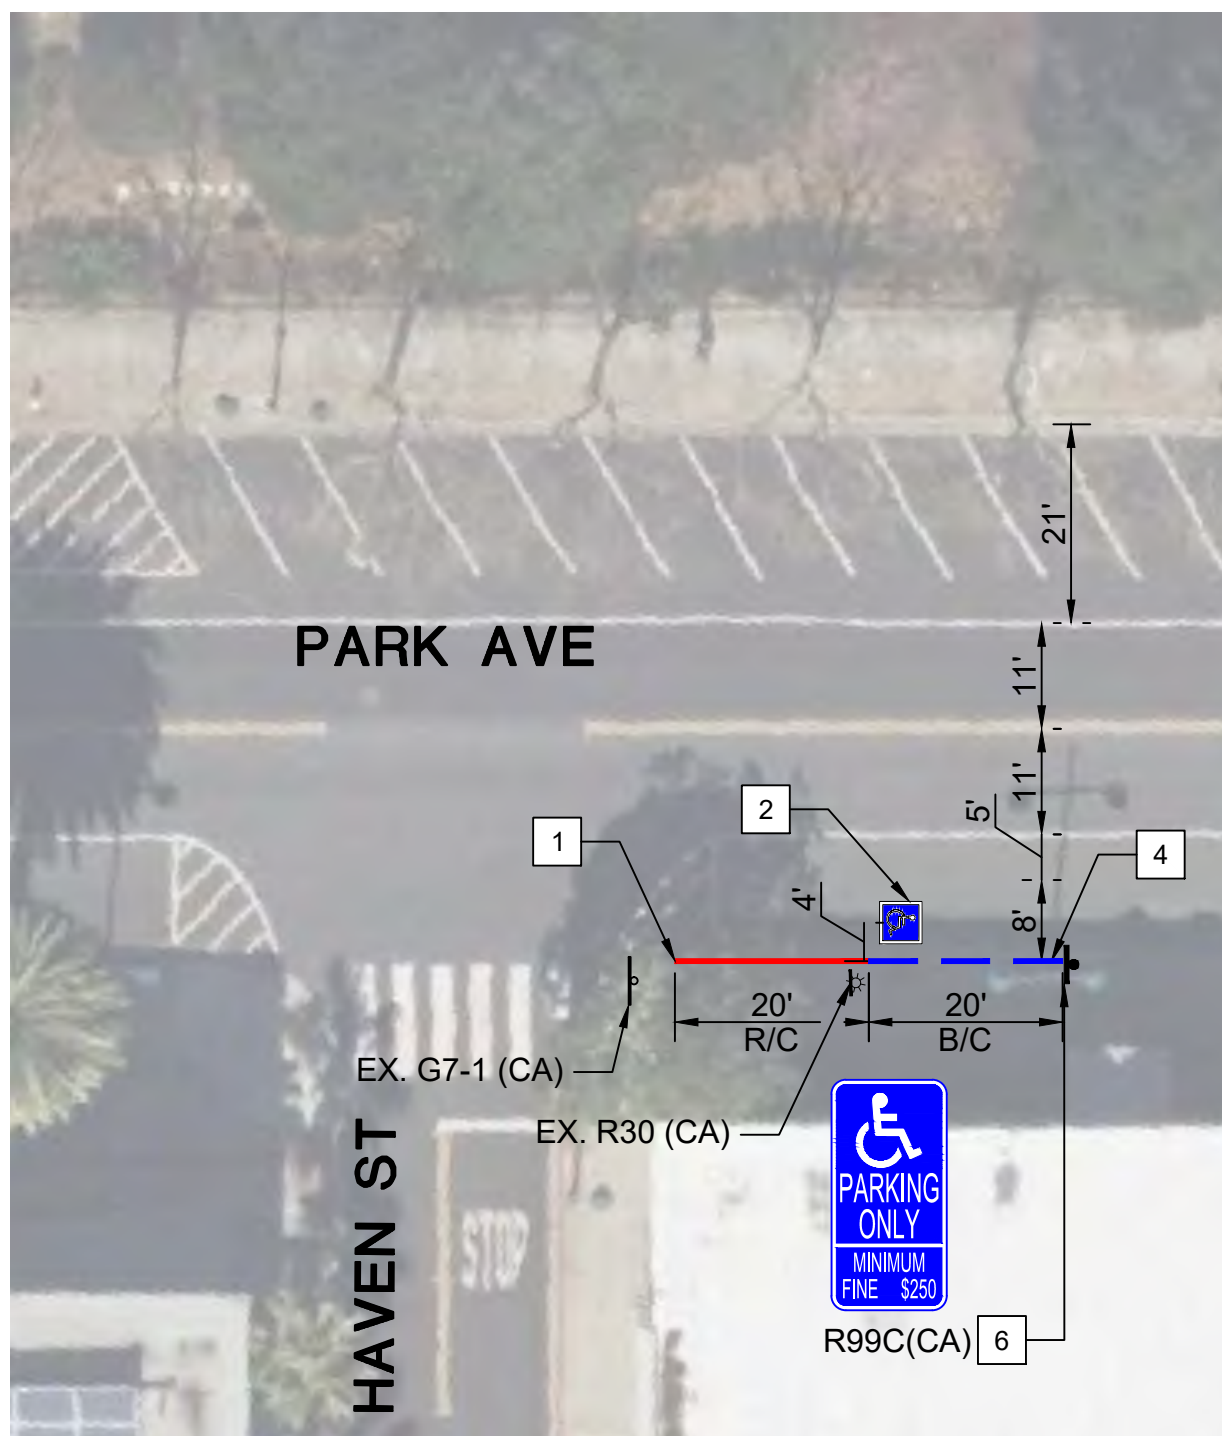 21'
PARK AVE
11'
11'
5'
2
1
4
4'
8'
20'
R/C
20'
B/C
EX. G7-1 (CA)
EX. R30 (CA)
HAVEN ST
STOP
PARKING
ONLY
MINIMUM
FINE $250
R99C(CA) 6